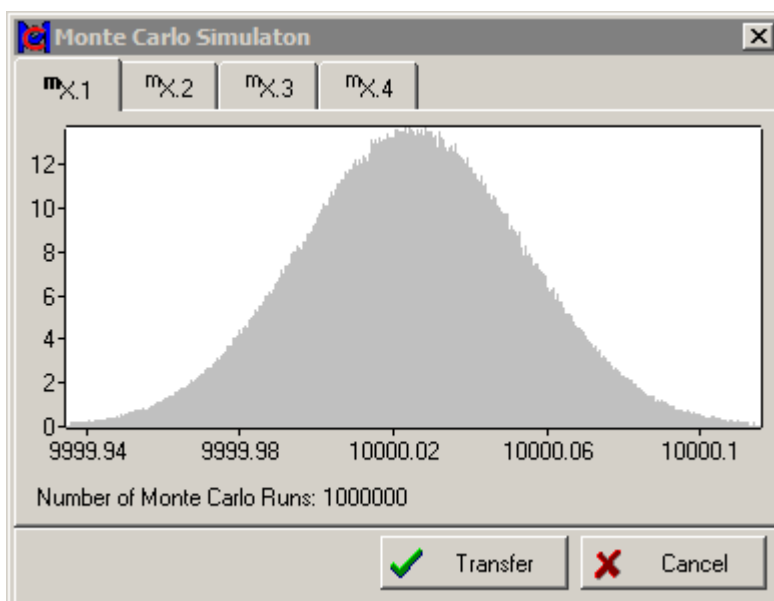 Monte Carlo Simulaton
mX.1 mX.2 mX.3 mX.4
12
10
8
6
4
2
0
9999.94 9999.98 10000.02 10000.06 10000.1
Number of Monte Carlo Runs: 1000000
Transfer Cancel